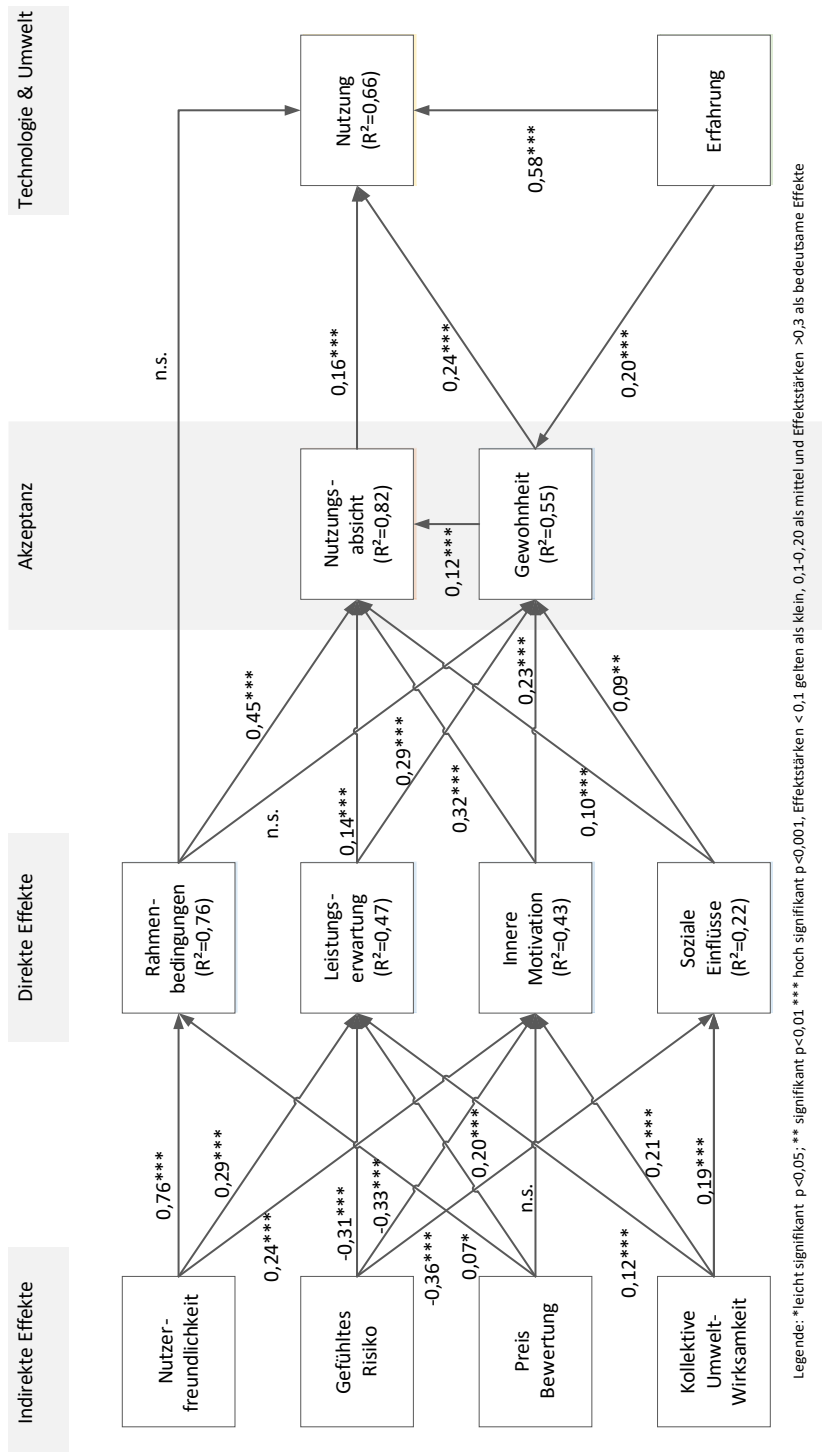 Indirekte Effekte
Direkte Effekte
Akzeptanz
Technologie & Umwelt
Nutzer-
freundlichkeit
Gefühltes
Risiko
Preis
Bewertung
Kollektive
Umwelt-
Wirksamkeit
0,76***
0,29***
0,24***
-0,31***
-0,33***
-0,36***
0,07*
0,20***
n.s.
0,12***
0,21***
0,19***
Rahmen-
bedingungen
(R²=0,76)
Leistungs-
erwartung
(R²=0,47)
Innere
Motivation
(R²=0,43)
Soziale
Einflüsse
(R²=0,22)
n.s.
0,45***
n.s.
0,14***
0,29***
0,32***
0,23***
0,10***
0,09**
Nutzungs-
absicht
(R²=0,82)
0,12***
Gewohnheit
(R²=0,55)
0,16***
0,24***
0,20***
0,58***
Nutzung
(R²=0,66)
Erfahrung
Legende: *leicht signifikant p<0,05; ** signifikant p<0,01 *** hoch signifikant p<0,001, Effektstärken < 0,1 gelten als klein, 0,1-0,20 als mittel und Effektstärken >0,3 als bedeutsame Effekte